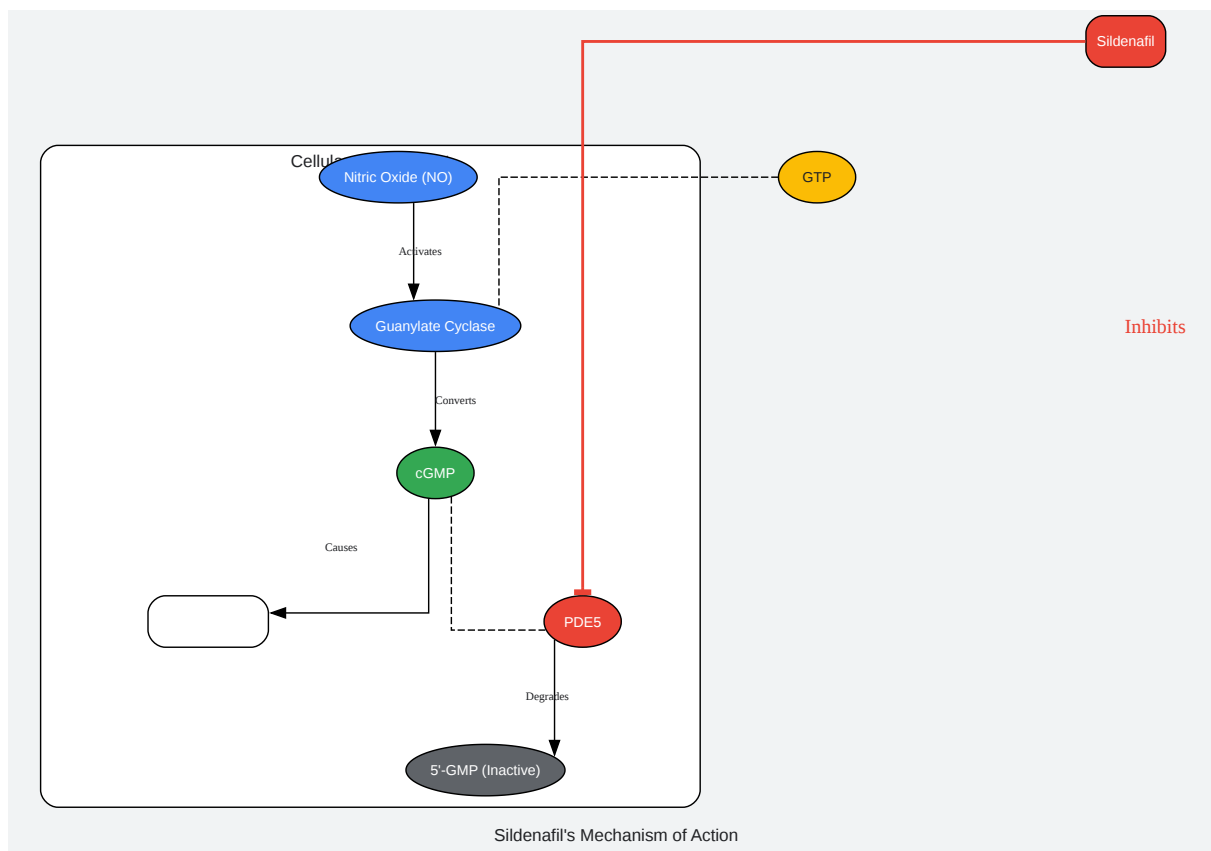 Sildenafil
Nitric Oxide (NO)
GTP
Activates
Guanylate Cyclase
Inhibits
Converts
cGMP
Causes
PDE5
Degrades
5'-GMP (Inactive)
Sildenafil's Mechanism of Action